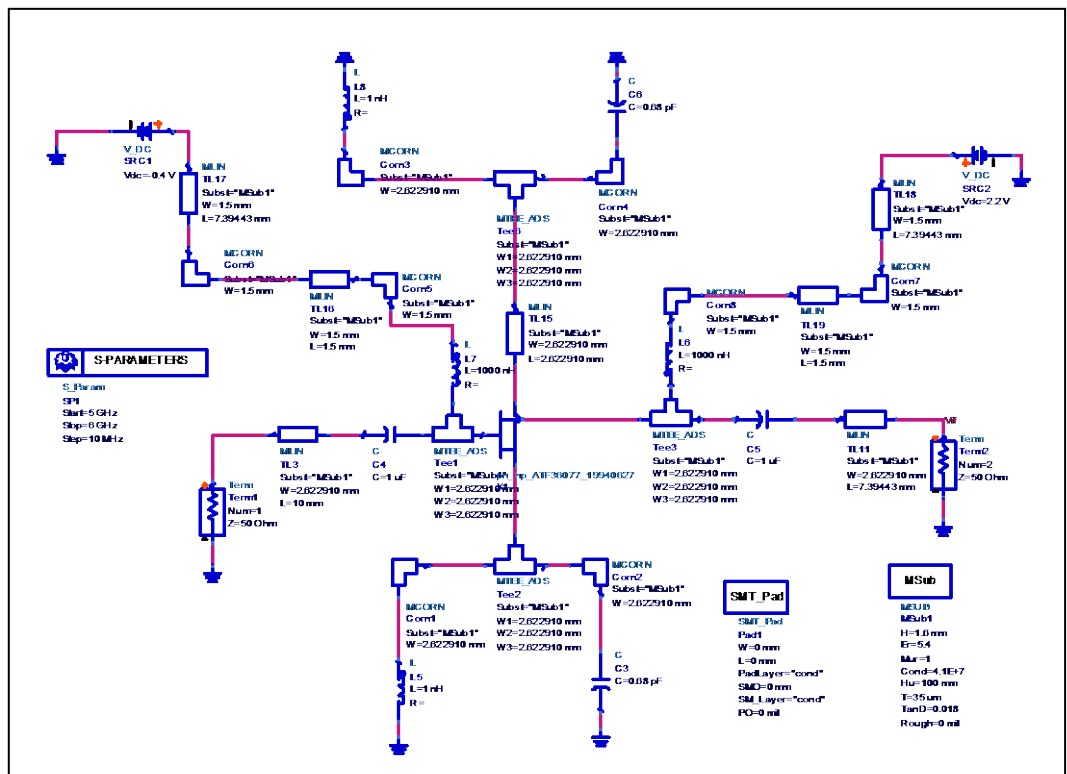 L
L8
L=1 nH
R=
C
C6
C=0.68 pF
V_DC
SRC1
Vdc=-0.4 V
MLIN
TL17
Subst="MSub1"
W=1.5 mm
L=7.39443 mm
MCORN
Corn3
Subst="MSub1"
W=2.622910 mm
MCORN
Corn4
Subst="MSub1"
W=2.622910 mm
MTEE_ADS
Tee6
Subst="MSub1"
W1=2.622910 mm
W2=2.622910 mm
W3=2.622910 mm
V_DC
SRC2
Vdc=2.2 V
MLIN
TL18
Subst="MSub1"
W=1.5 mm
L=7.39443 mm
MCORN
Corn6
Subst="MSub1"
W=1.5 mm
MLIN
TL16
Subst="MSub1"
W=1.5 mm
L=1.5 mm
MCORN
Corn5
Subst="MSub1"
W=1.5 mm
MLIN
TL15
Subst="MSub1"
W=2.622910 mm
L=2.622910 mm
MCORN
Corn8
Subst="MSub1"
W=1.5 mm
MLIN
TL19
Subst="MSub1"
W=1.5 mm
L=1.5 mm
MCORN
Corn7
Subst="MSub1"
W=1.5 mm
L
L7
L=1000 nH
R=
L
L6
L=1000 nH
R=
S-PARAMETERS
S_Param
SP1
Start=5 GHz
Stop=6 GHz
Step=10 MHz
Term
Term1
Num=1
Z=50 Ohm
MLIN
TL3
Subst="MSub1"
W=2.622910 mm
L=10 mm
C
C4
C=1 uF
MTEE_ADS
Tee1
Subst="MSub1"
W1=2.622910 mm
W2=2.622910 mm
W3=2.622910 mm
_ATF36077_19940627
MTEE_ADS
Tee3
Subst="MSub1"
W1=2.622910 mm
W2=2.622910 mm
W3=2.622910 mm
C
C5
C=1 uF
MLIN
TL11
Subst="MSub1"
W=2.622910 mm
L=7.39443 mm
Term
Term2
Num=2
Z=50 Ohm
MCORN
Corn1
Subst="MSub1"
W=2.622910 mm
MTEE_ADS
Tee2
Subst="MSub1"
W1=2.622910 mm
W2=2.622910 mm
W3=2.622910 mm
MCORN
Corn2
Subst="MSub1"
W=2.622910 mm
L
L5
L=1 nH
R=
C
C3
C=0.68 pF
SMT_Pad
SMT_Pad
Pad1
W=0 mm
L=0 mm
PadLayer="cond"
SMO=0 mm
SM_Layer="cond"
PO=0 mil
MSub
MSUB
MSub1
H=1.6 mm
Er=5.4
Mur=1
Cond=4.1E+7
Hu=100 mm
T=35 um
TanD=0.018
Rough=0 mil